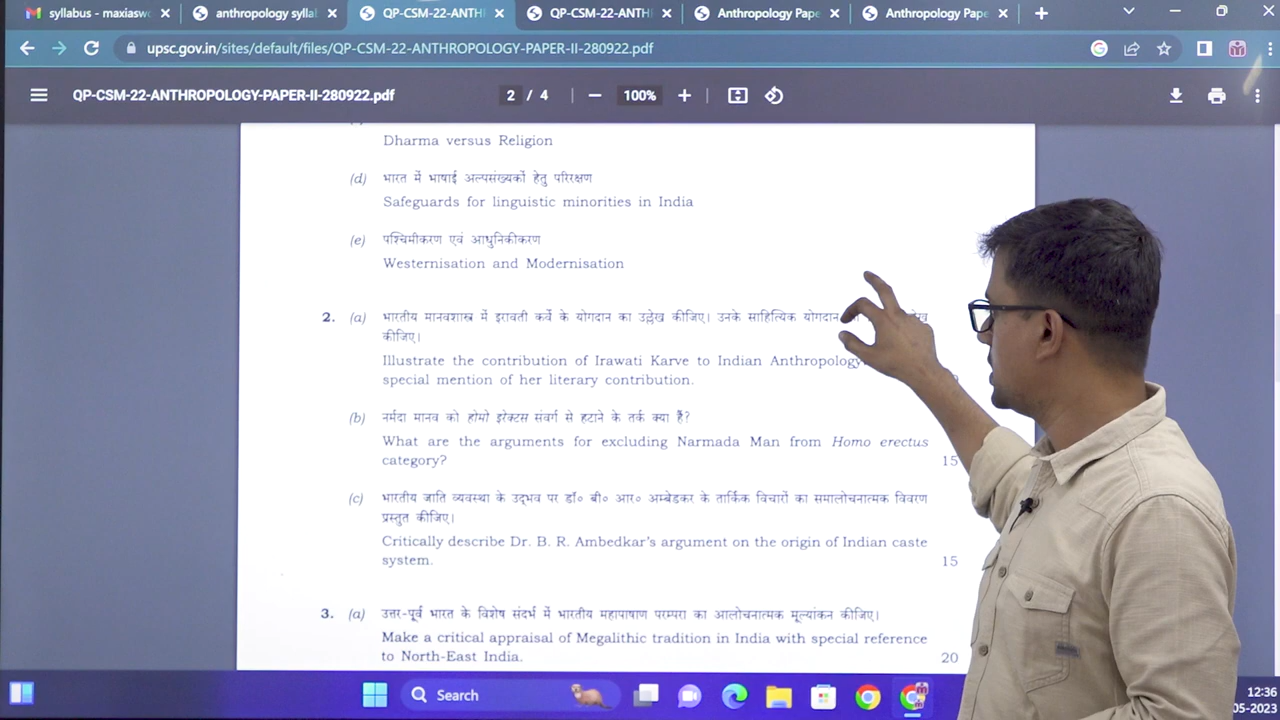 syllabus - maxiasw
anthropology sylla
QP-CSM-22-ANTH
QP-CSM-22-ANTH
Anthropology Pape
Anthropology Pape
upsc.gov.in/sites/default/files/QP-CSM-22-ANTHROPOLOGY-PAPER-II-280922.pdf
QP-CSM-22-ANTHROPOLOGY-PAPER-II-280922.pdf 2 / 4 100%
Dharma versus Religion
(d) भारत में भाषाई अल्पसंख्यकों हेतु परिरक्षण
Safeguards for linguistic minorities in India
(e) पश्चिमीकरण एवं आधुनिकीकरण
Westernisation and Modernisation
2. (a) भारतीय मानवशास्त्र में इरावती कर्वे के योगदान का उल्लेख कीजिए। उनके साहित्यिक योगदान
कीजिए।
Illustrate the contribution of Irawati Karve to Indian Anthropology
special mention of her literary contribution.
(b) नर्मदा मानव को होमो इरेक्टस संवर्ग से हटाने के तर्क क्या हैं?
What are the arguments for excluding Narmada Man from Homo erectus
category? 15
(c) भारतीय जाति व्यवस्था के उद्‌भव पर डॉ० बी० आर० अम्बेडकर के तार्किक विचारों का समालोचनात्मक विवरण
प्रस्तुत कीजिए।
Critically describe Dr. B. R. Ambedkar's argument on the origin of Indian caste
system. 15
3. (a) उत्तर-पूर्व भारत के विशेष संदर्भ में भारतीय महापाषाण परम्परा का आलोचनात्मक मूल्यांकन कीजिए।
Make a critical appraisal of Megalithic tradition in India with special reference
to North-East India. 20
Search
12:36
05-2023